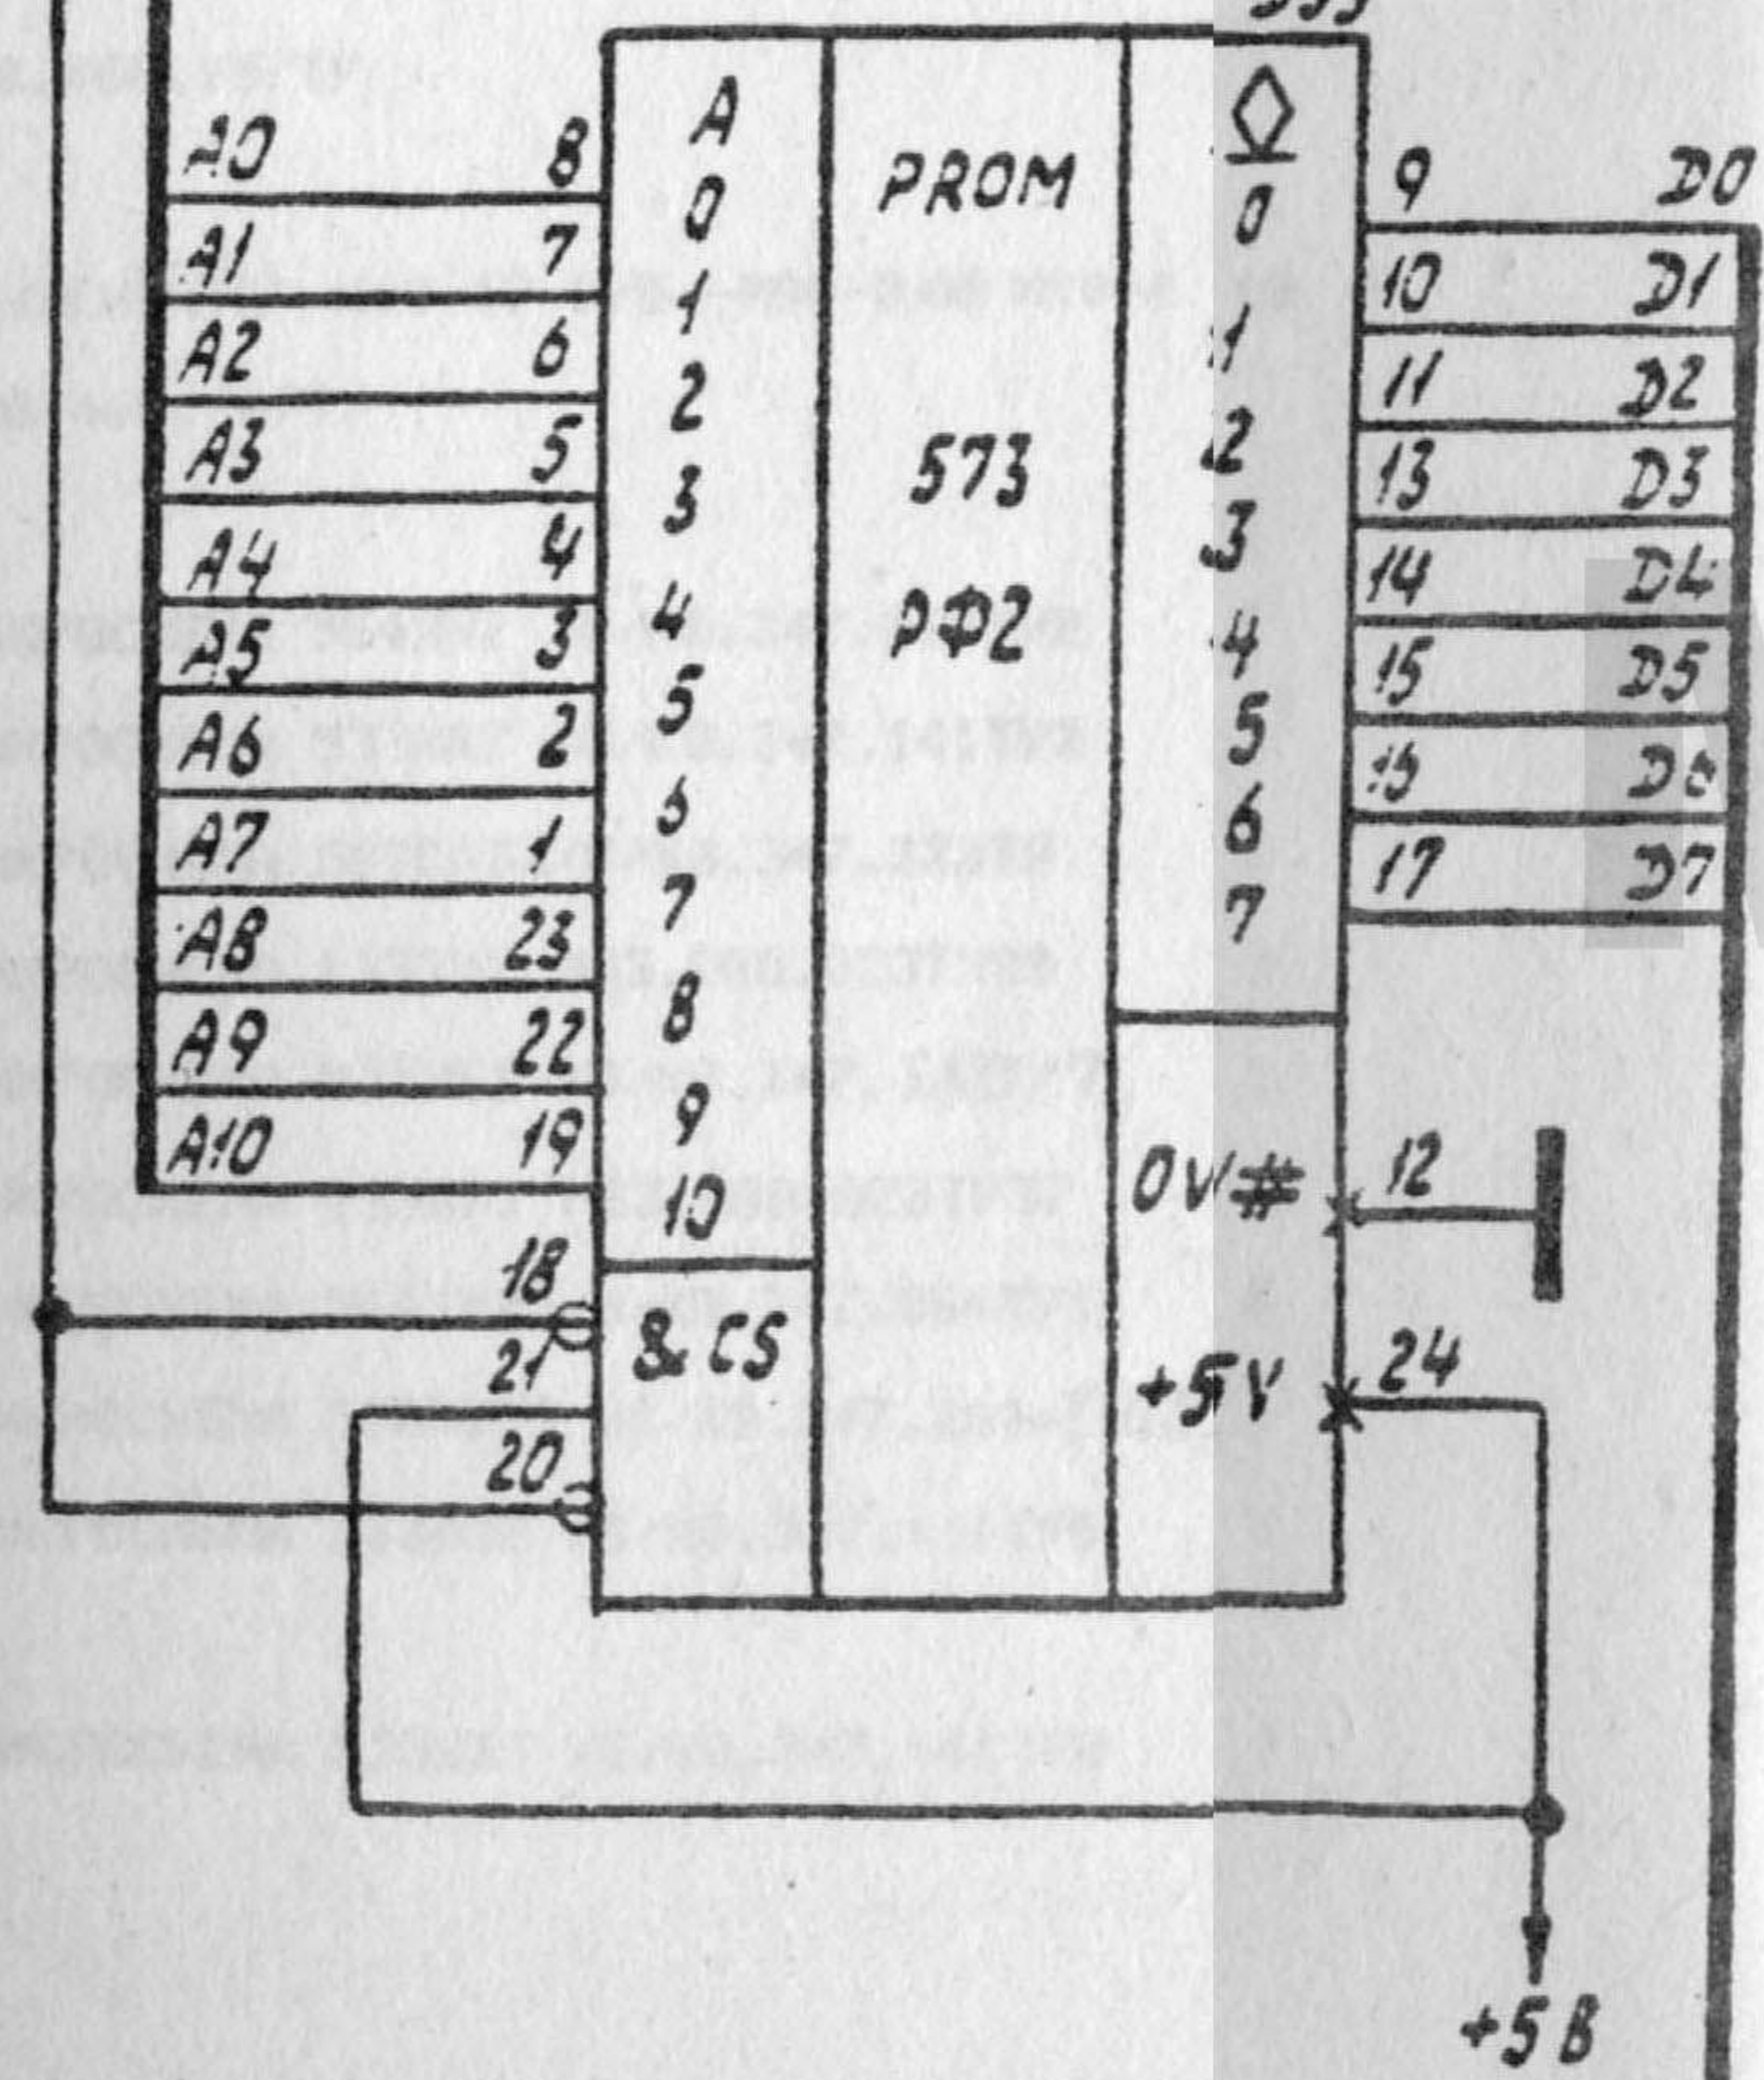 A0 8
A1 7
A2 6
A3 5
A4 4
A5 3
A6 2
A7 1
A8 23
A9 22
A10 19
18
21
20
A
0
1
2
3
4
5
6
7
8
9
10
& CS
PROM
573
РФ2
0
1
2
3
4
5
6
7
0V#
+5V
9 D0
10 D1
11 D2
13 D3
14 D4
15 D5
D6
17 D7
12
24
+5 В